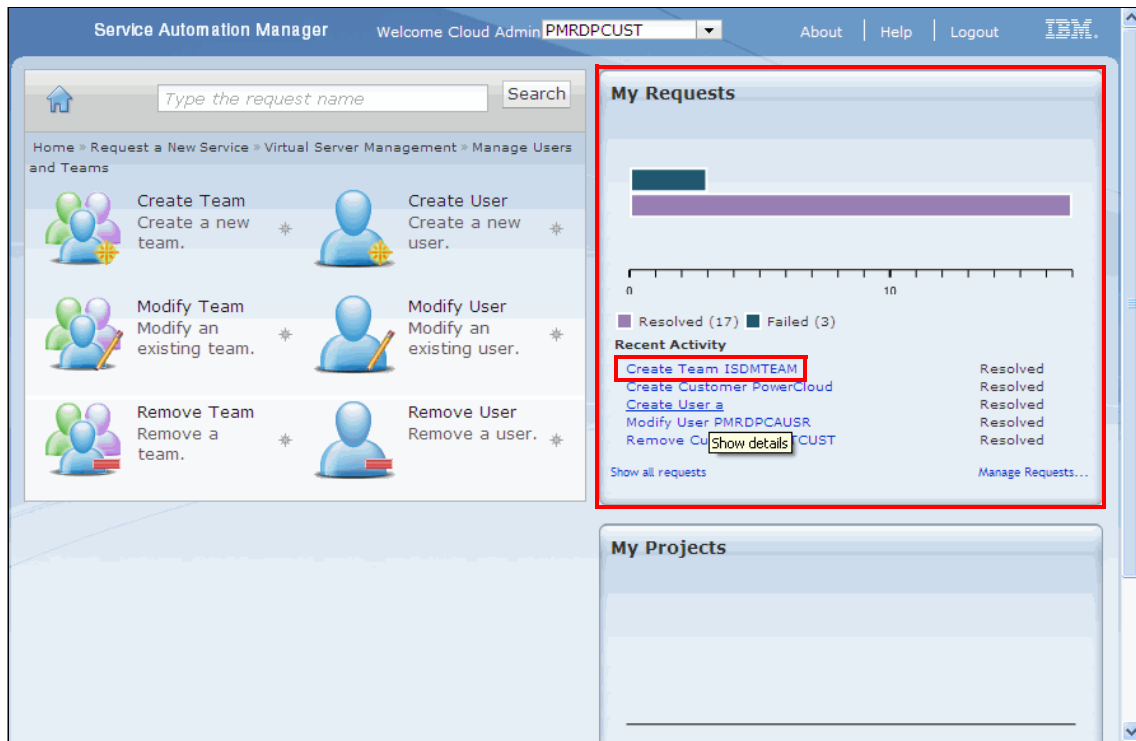 Service Automation Manager
Welcome Cloud Admin PMRDPCUST
About | Help | Logout
IBM.
Type the request name
Search
Home » Request a New Service » Virtual Server Management » Manage Users
and Teams
Create Team
Create a new
team.
Create User
Create a new
user.
Modify Team
Modify an
existing team.
Modify User
Modify an
existing user.
Remove Team
Remove a
team.
Remove User
Remove a user.
My Requests
0 10
Resolved (17) Failed (3)
Recent Activity
Create Team ISDMTEAM Resolved
Create Customer PowerCloud Resolved
Create User a Resolved
Modify User PMRDPCAUSR Resolved
Remove Cu TCUST Resolved
Show details
Show all requests Manage Requests...
My Projects